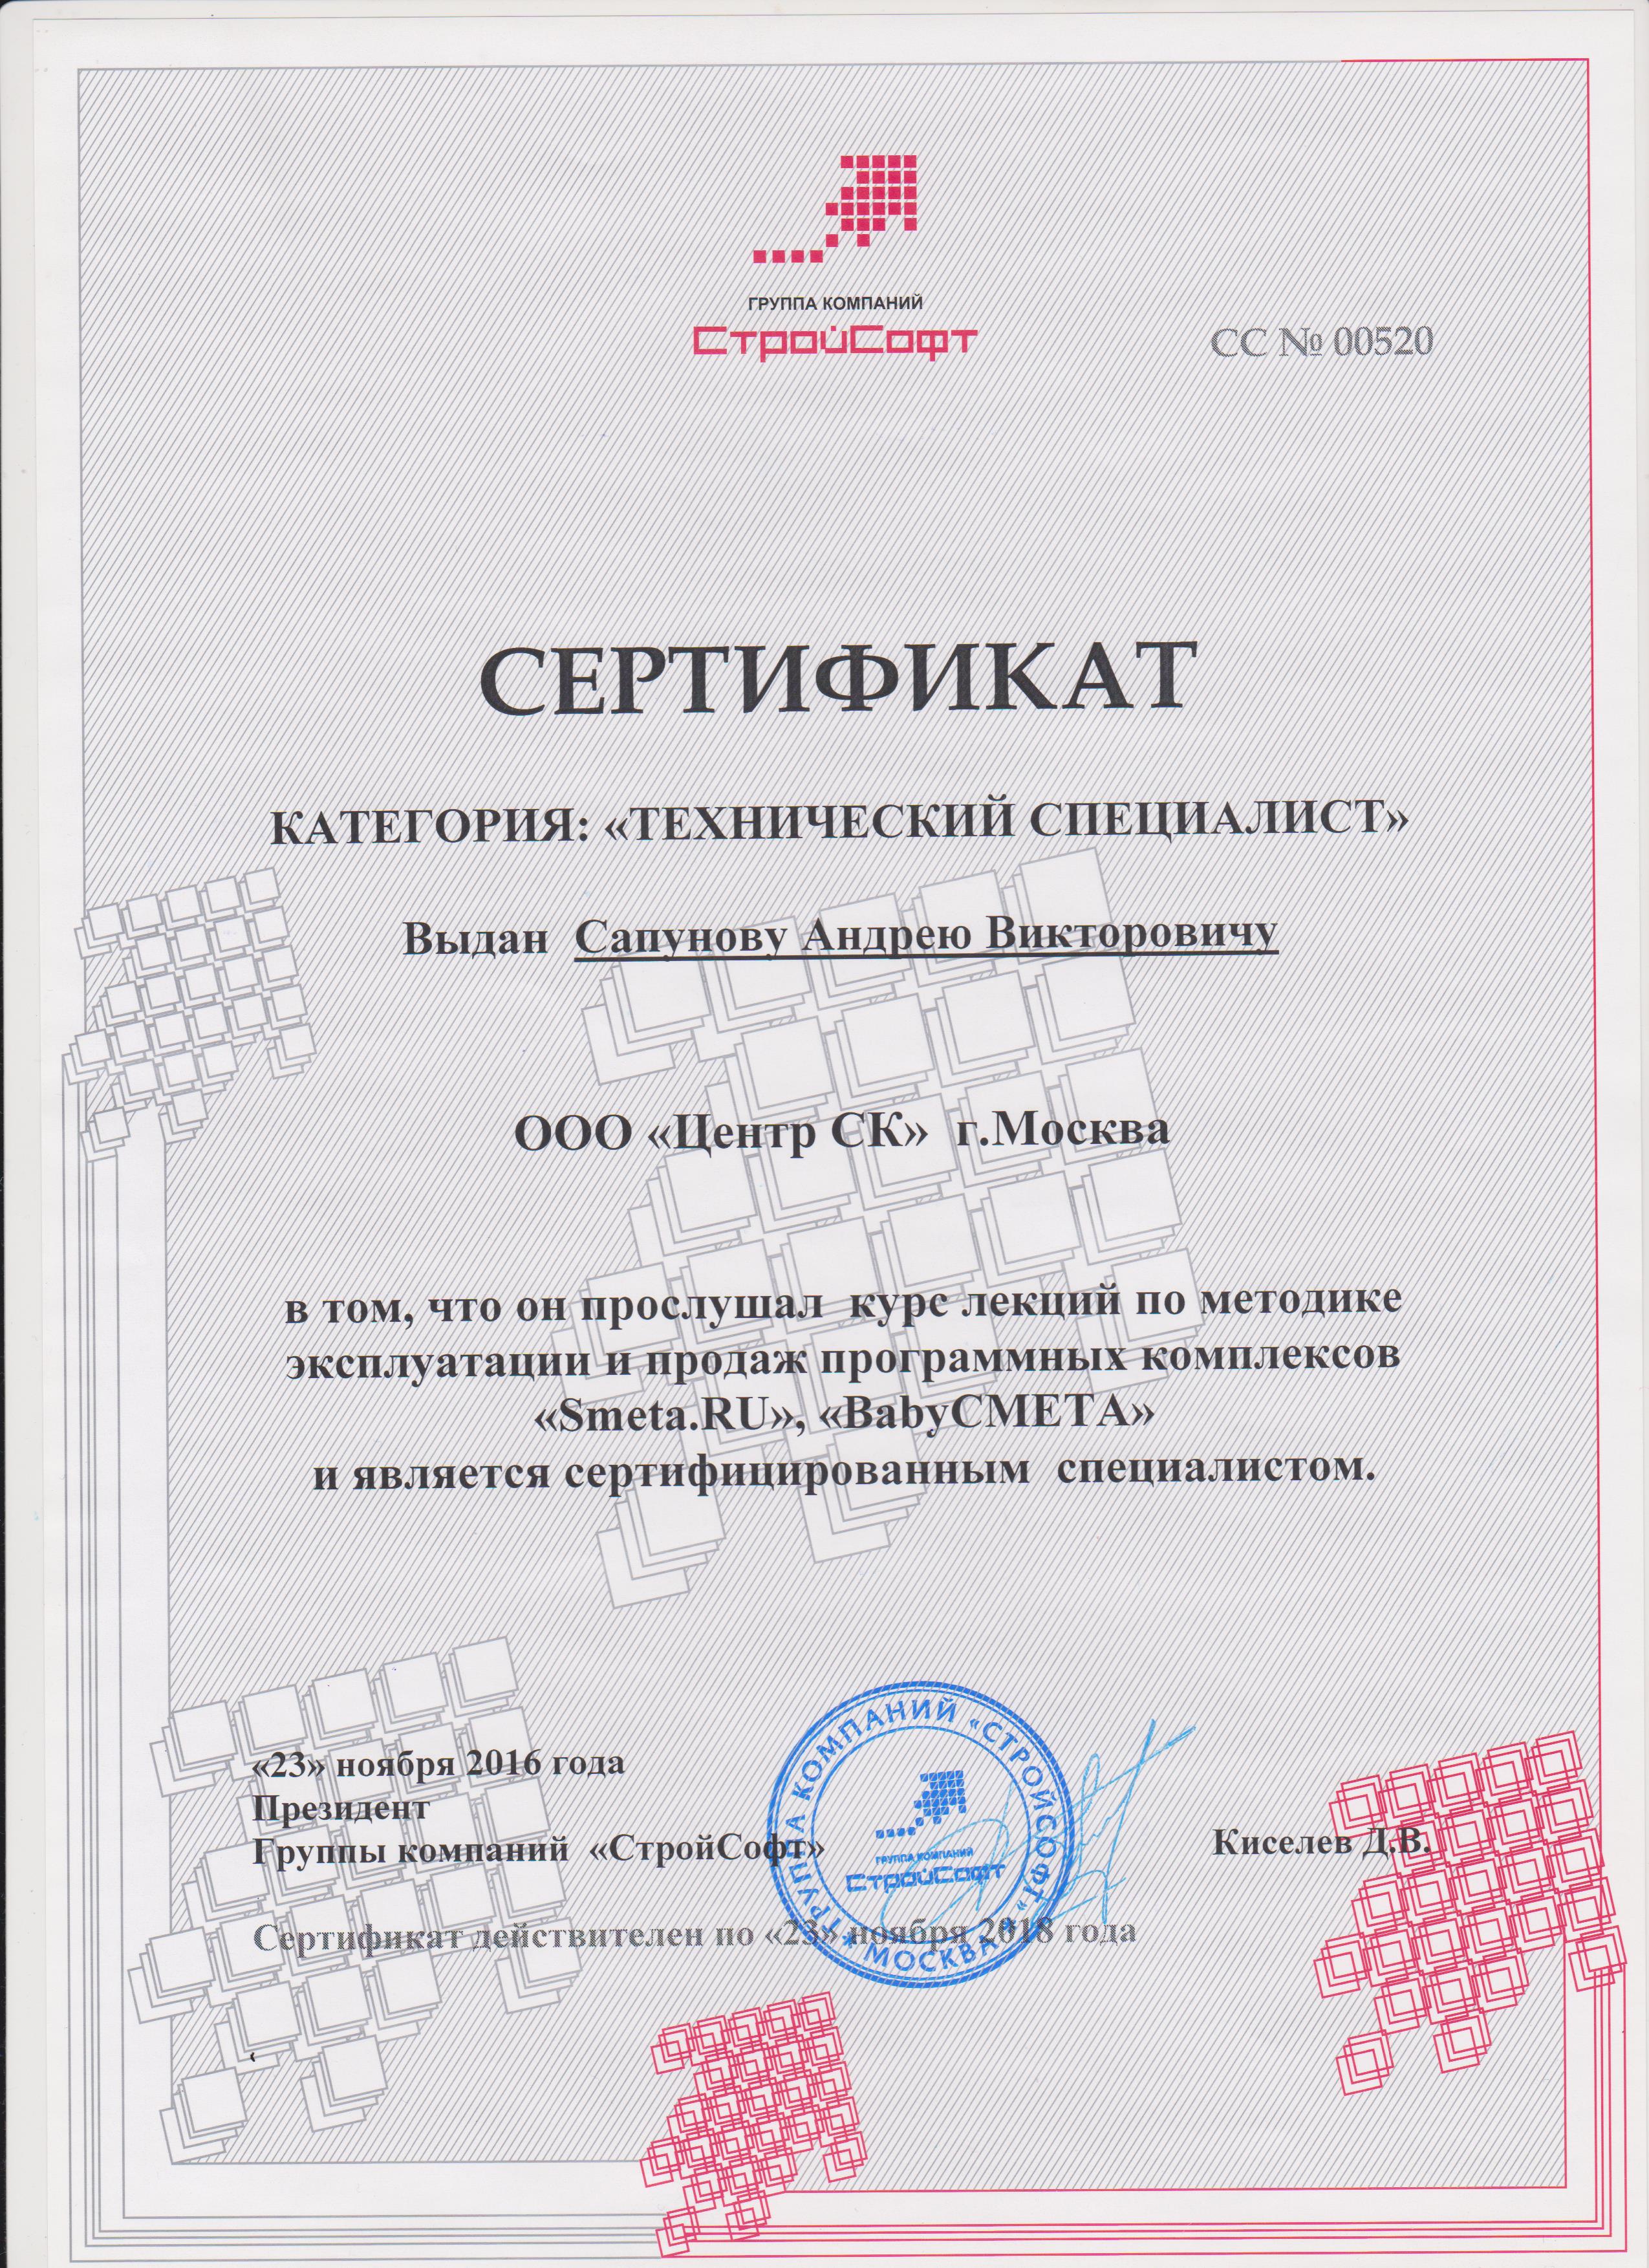 ГРУППА КОМПАНИЙ
СтройСофт
СС № 00520
СЕРТИФИКАТ
КАТЕГОРИЯ: «ТЕХНИЧЕСКИЙ СПЕЦИАЛИСТ»
Выдан Сапунову Андрею Викторовичу
ООО «Центр СК» г.Москва
в том, что он прослушал курс лекций по методике
эксплуатации и продаж программных комплексов
«Smeta.RU», «BabyСМЕТА»
и является сертифицированным специалистом.
«23» ноября 2016 года
Президент
Группы компаний «СтройСофт»
Киселев Д.В.
Сертификат действителен по «23» ноября 2018 года
ГРУППА КОМПАНИЙ «СТРОЙСОФТ»
* МОСКВА *
ГРУППА КОМПАНИЙ
СтройСофт